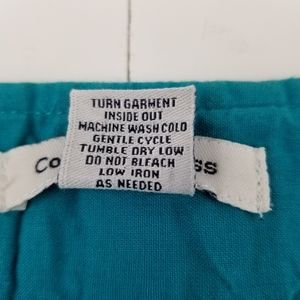 TURN GARMENT
INSIDE OUT
MACHINE WASH COLD
GENTLE CYCLE
TUMBLE DRY LOW
DO NOT BLEACH
LOW IRON
AS NEEDED